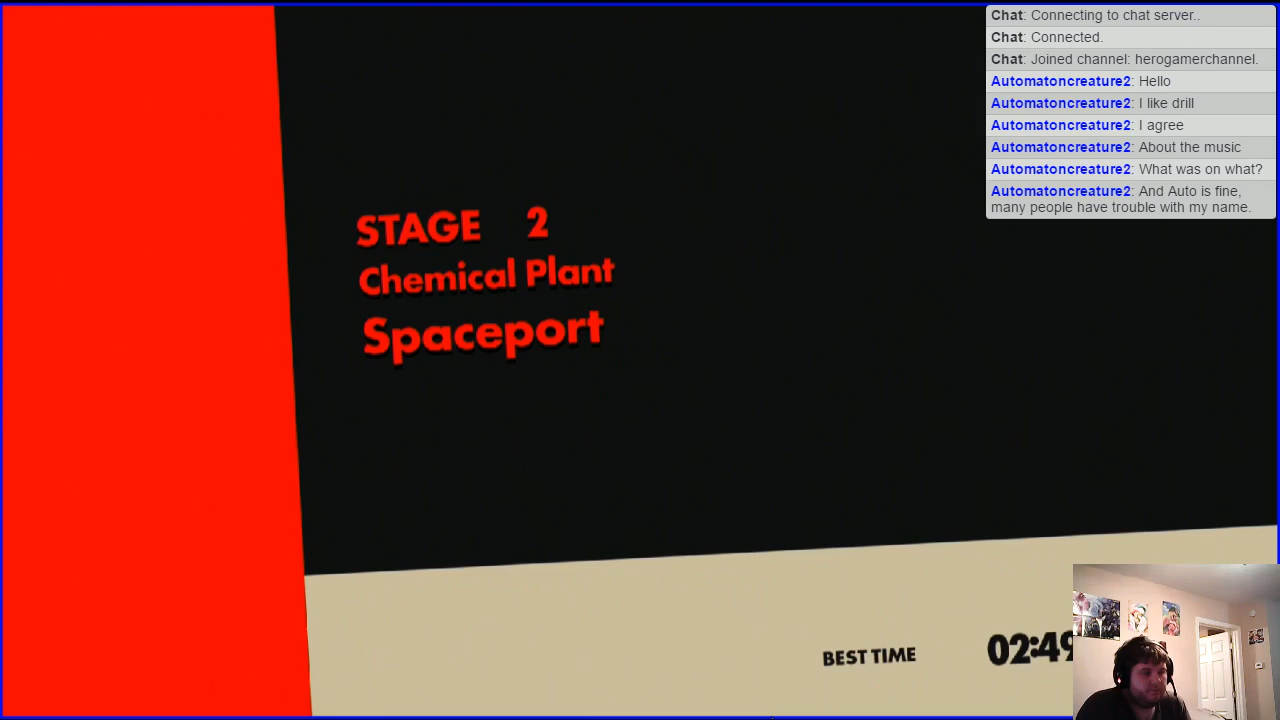 Chat: Connecting to chat server..
Chat: Connected.
Chat: Joined channel: herogamerchannel.
Automatoncreature2: Hello
Automatoncreature2: I like drill
Automatoncreature2: I agree
Automatoncreature2: About the music
Automatoncreature2: What was on what?
Automatoncreature2: And Auto is fine,
many people have trouble with my name.
STAGE 2
Chemical Plant
Spaceport
BEST TIME 02:49